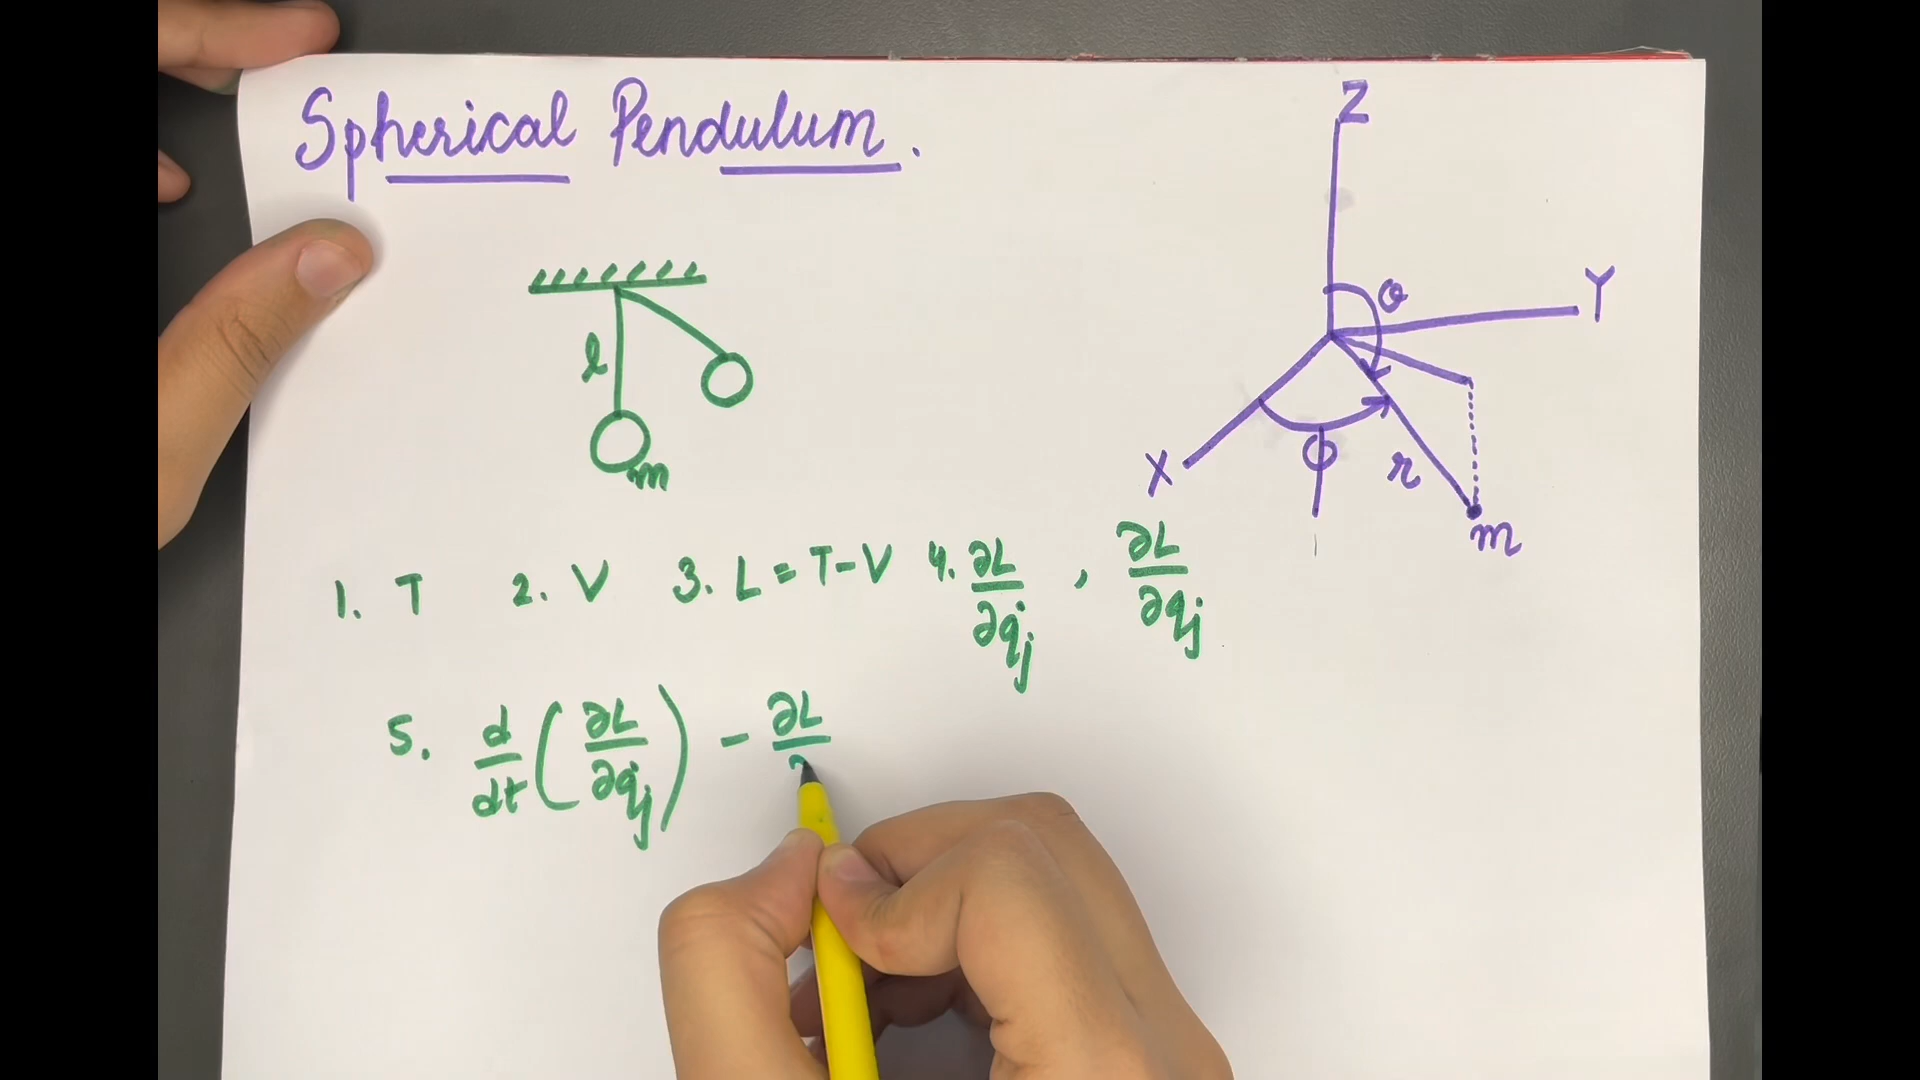 Spherical Pendulum.
Z
Y
θ
X
φ
r
m
l
m
1. T 2. V 3. L = T - V 4. ∂L/∂q̇j , ∂L/∂qj
5. d/dt (∂L/∂q̇j) - ∂L